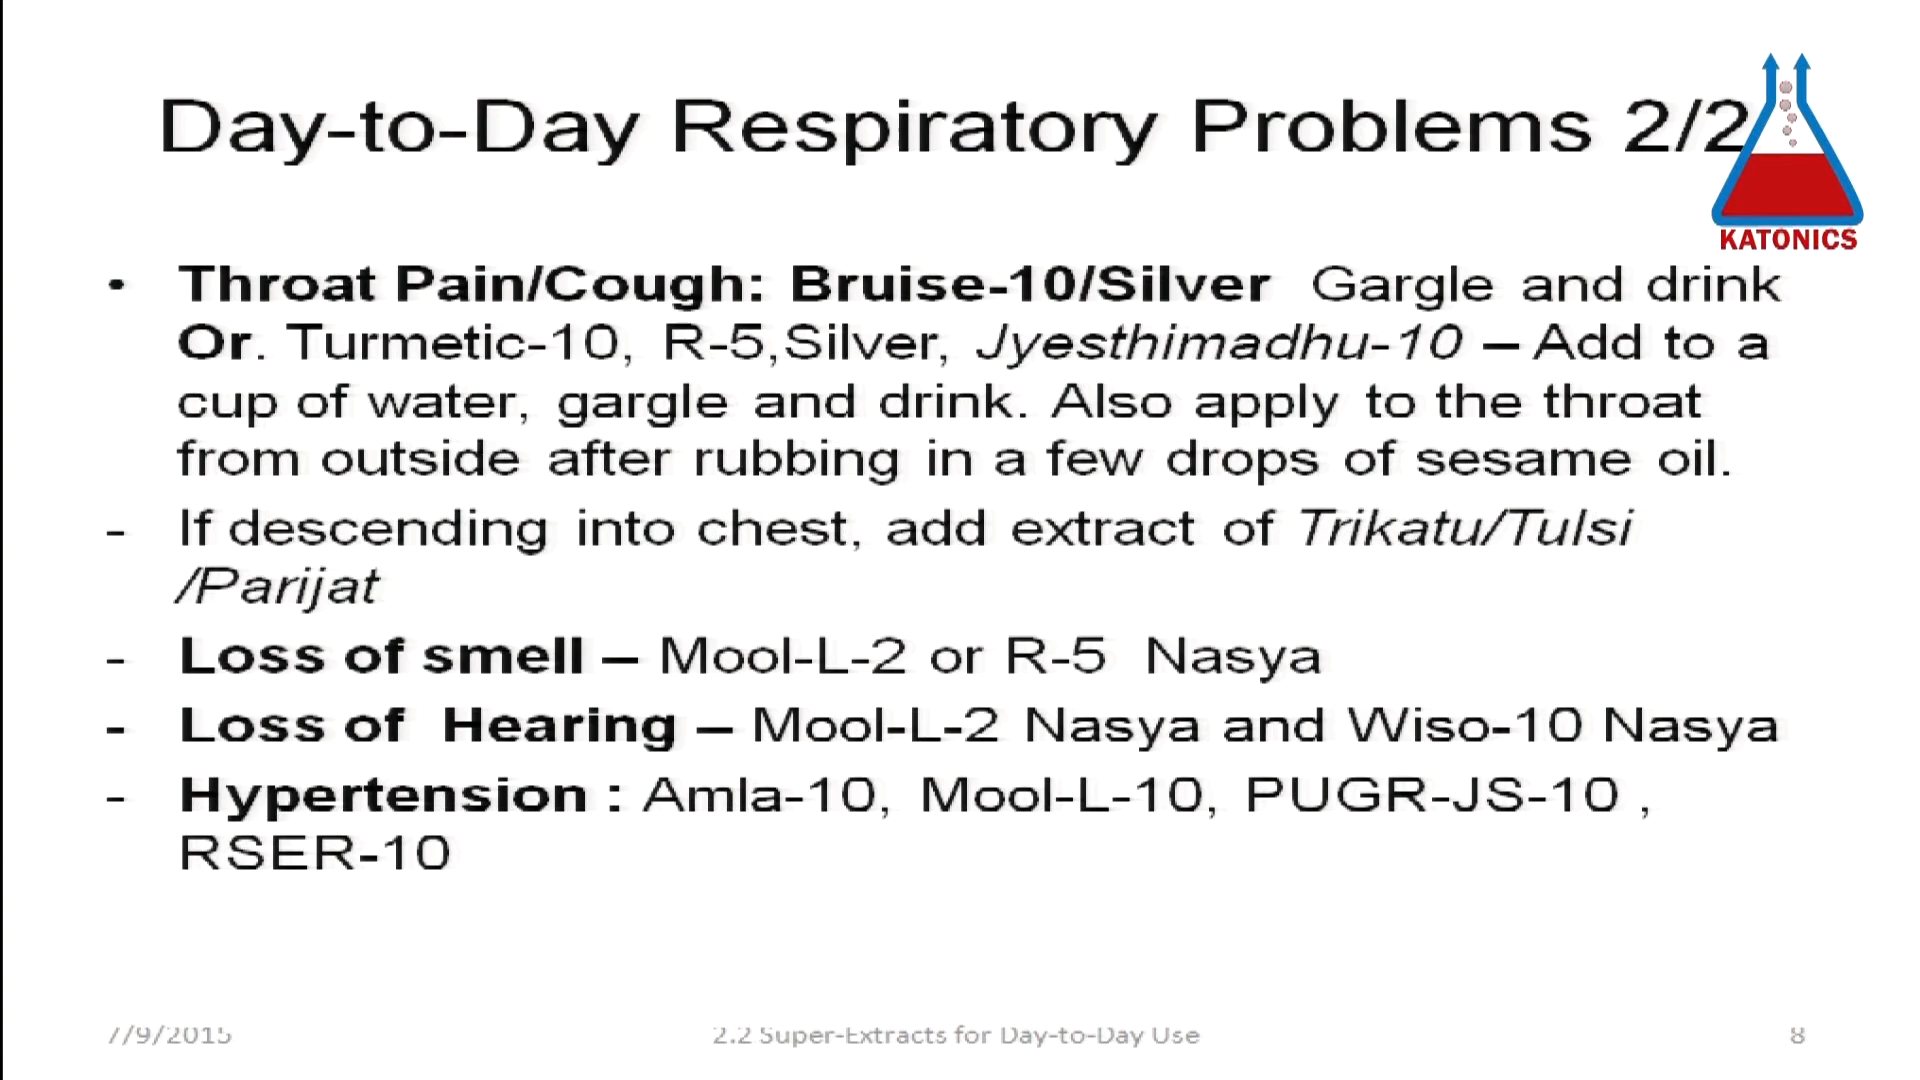 Day-to-Day Respiratory Problems 2/2
KATONICS
• Throat Pain/Cough: Bruise-10/Silver Gargle and drink
Or. Turmetic-10, R-5,Silver, Jyesthimadhu-10 – Add to a
cup of water, gargle and drink. Also apply to the throat
from outside after rubbing in a few drops of sesame oil.
- If descending into chest, add extract of Trikatu/Tulsi
/Parijat
- Loss of smell – Mool-L-2 or R-5 Nasya
- Loss of Hearing – Mool-L-2 Nasya and Wiso-10 Nasya
- Hypertension : Amla-10, Mool-L-10, PUGR-JS-10 ,
RSER-10
7/9/2015
2.2 Super-Extracts for Day-to-Day Use
8